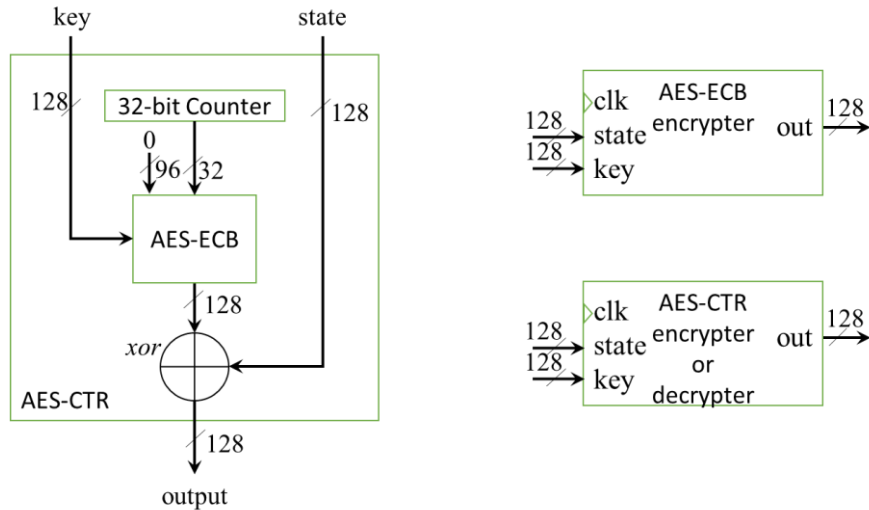 key
state
128
32-bit Counter
128
0
96
32
AES-ECB
128
xor
AES-CTR
128
output
clk
AES-ECB
encrypter
128
state
128
key
out
128
clk
AES-CTR
encrypter
or
decrypter
128
state
128
key
out
128